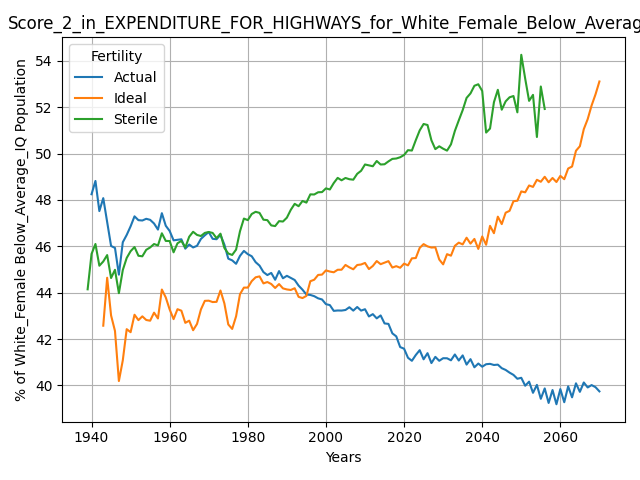 Score_2_in_EXPENDITURE_FOR_HIGHWAYS_for_White_Female_Below_Averag
Fertility
Actual
Ideal
Sterile
% of White_Female Below_Average_IQ Population
54
52
50
48
46
44
42
40
1940 1960 1980 2000 2020 2040 2060
Years